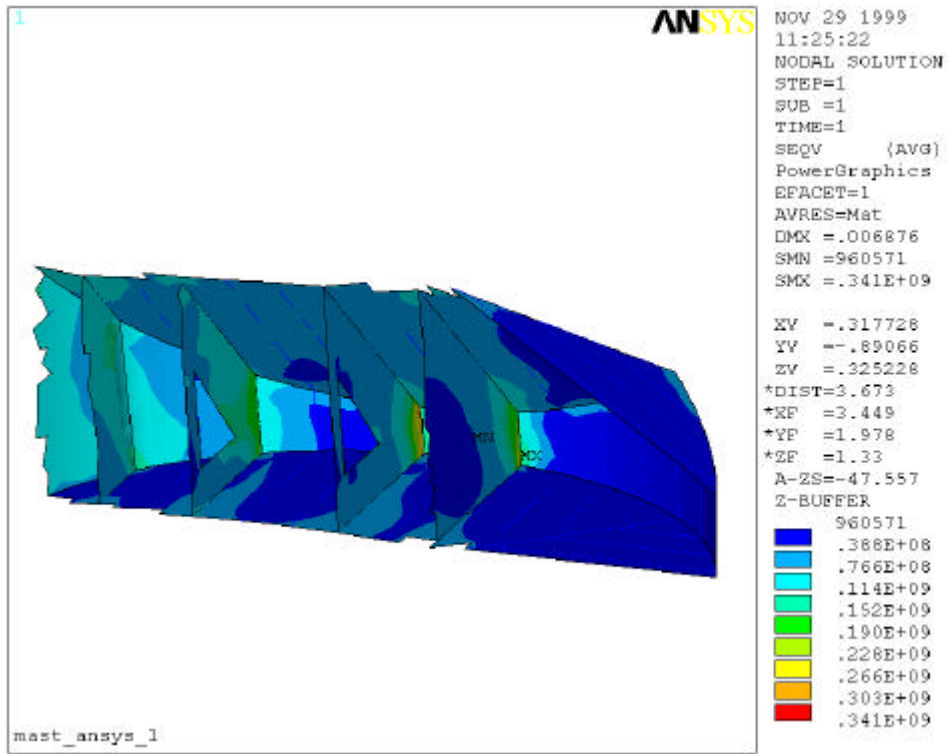 1
ANSYS
NOV 29 1999
11:25:22
NODAL SOLUTION
STEP=1
SUB =1
TIME=1
SEQV (AVG)
PowerGraphics
EFACET=1
AVRES=Mat
DMX =.006876
SMN =960571
SMX =.341E+09
XV =.317728
YV =-.89066
ZV =.325228
*DIST=3.673
*XF =3.449
*YF =1.978
*ZF =1.33
A-ZS=-47.557
Z-BUFFER
960571
.388E+08
.766E+08
.114E+09
.152E+09
.190E+09
.228E+09
.266E+09
.303E+09
.341E+09
MN
MX
mast_ansys_1